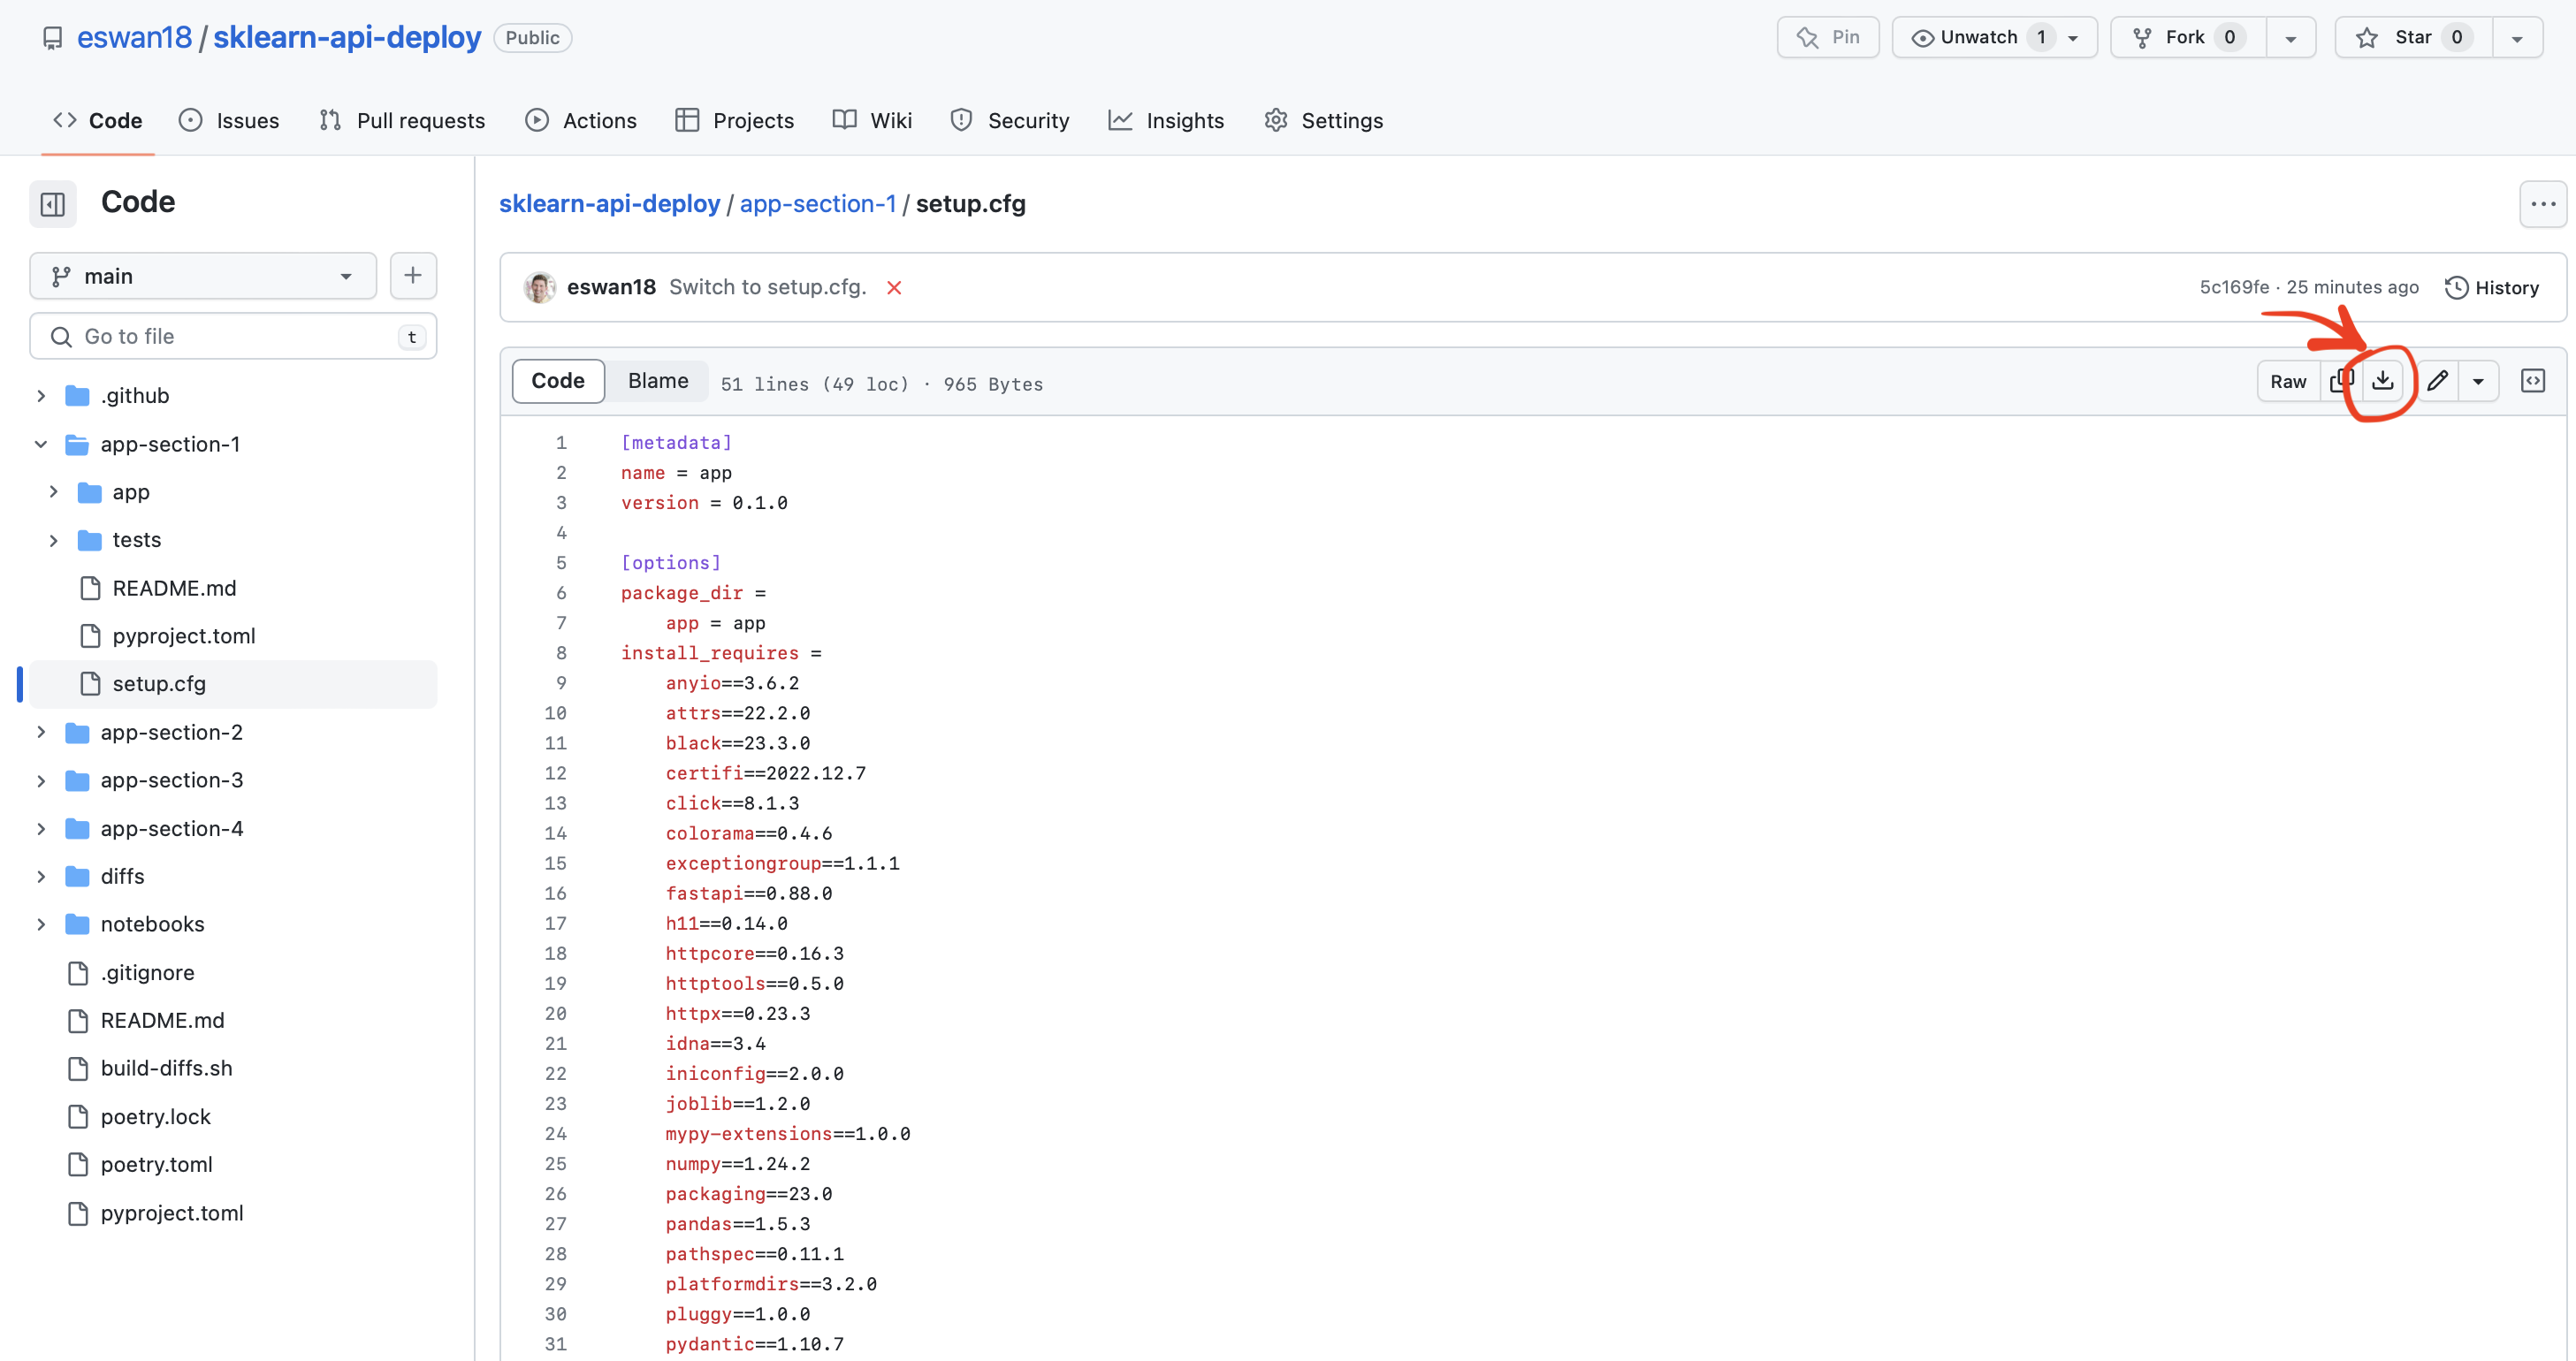 eswan18 / sklearn-api-deploy Public
Pin
Unwatch 1
Fork 0
Star 0
Code
Issues
Pull requests
Actions
Projects
Wiki
Security
Insights
Settings
Code
main
Go to file t
.github
app-section-1
app
tests
README.md
pyproject.toml
setup.cfg
app-section-2
app-section-3
app-section-4
diffs
notebooks
.gitignore
README.md
build-diffs.sh
poetry.lock
poetry.toml
pyproject.toml
sklearn-api-deploy / app-section-1 / setup.cfg
eswan18 Switch to setup.cfg.
5c169fe · 25 minutes ago
History
Code
Blame
51 lines (49 loc) · 965 Bytes
Raw
1 [metadata]
2 name = app
3 version = 0.1.0
4
5 [options]
6 package_dir =
7 app = app
8 install_requires =
9 anyio==3.6.2
10 attrs==22.2.0
11 black==23.3.0
12 certifi==2022.12.7
13 click==8.1.3
14 colorama==0.4.6
15 exceptiongroup==1.1.1
16 fastapi==0.88.0
17 h11==0.14.0
18 httpcore==0.16.3
19 httptools==0.5.0
20 httpx==0.23.3
21 idna==3.4
22 iniconfig==2.0.0
23 joblib==1.2.0
24 mypy-extensions==1.0.0
25 numpy==1.24.2
26 packaging==23.0
27 pandas==1.5.3
28 pathspec==0.11.1
29 platformdirs==3.2.0
30 pluggy==1.0.0
31 pydantic==1.10.7